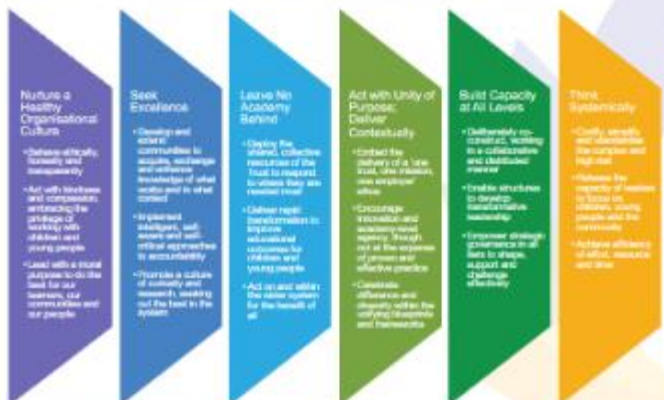 Nurture a
Healthy
Organisational
Culture
•Behave ethically,
honestly and
transparently
•Act with kindness
and compassion,
embracing the
privilege of
working with
children and
young people
•Lead with a moral
purpose to do the
best for our
learners, our
communities and
our people
Seek
Excellence
•Develop and
extend
communities to
acquire, exchange
and enhance
knowledge of what
works and in what
context
•Implement
intelligent, self-
aware and self-
critical approaches
to accountability
•Promote a culture
of curiosity and
research, seeking
out the best in the
system
Leave No
Academy
Behind
•Deploy the
shared, collective
resources of the
Trust to respond
to where they are
needed most
•Deliver rapid
transformation to
improve
educational
outcomes for
children and
young people
•Act on and within
the wider system
for the benefit of
all
Act with Unity of
Purpose;
Deliver
Contextually
•Embed the
delivery of a 'one
trust, one mission,
one employer'
ethos
•Encourage
innovation and
academy-level
agency, though
not at the expense
of proven and
effective practice
•Celebrate
difference and
diversity within the
unifying blueprints
and frameworks
Build Capacity
at All Levels
•Deliberately co-
construct, working
in a collaborative
and distributed
manner
•Enable structures
to develop
transformative
leadership
•Empower strategic
governance in all
tiers to shape,
support and
challenge
effectively
Think
Systemically
•Codify, simplify
and standardise
the complex and
high risk
•Release the
capacity of leaders
to focus on
children, young
people and the
community
•Achieve efficiency
of effort, resource
and time